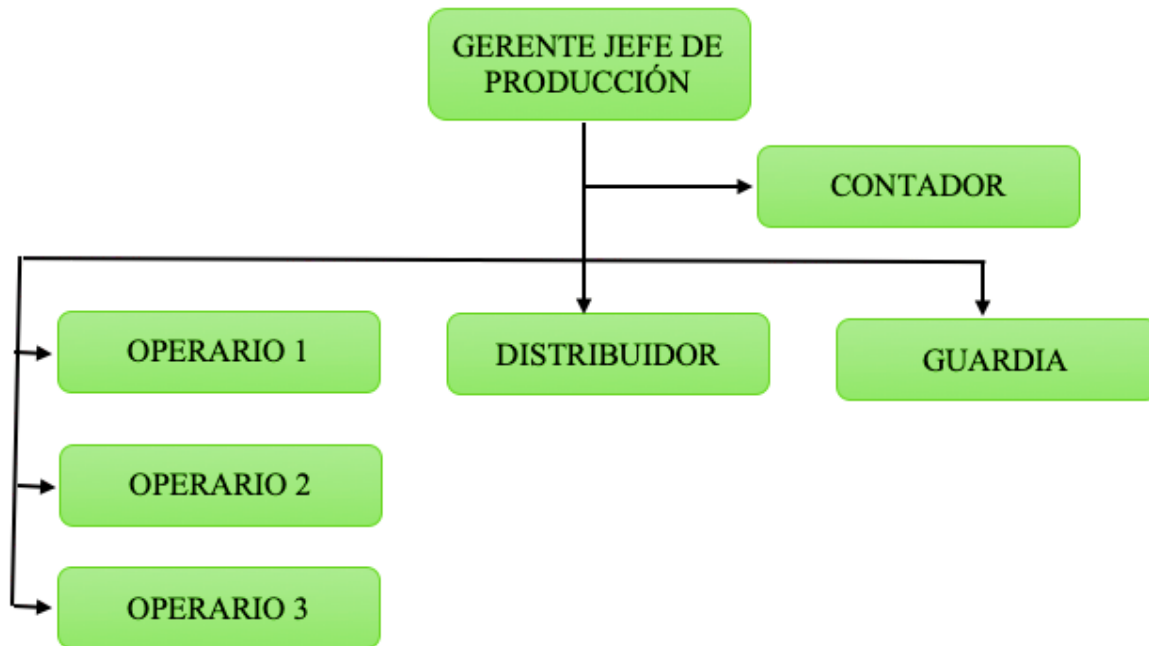 GERENTE JEFE DE
PRODUCCIÓN
CONTADOR
OPERARIO 1
DISTRIBUIDOR
GUARDIA
OPERARIO 2
OPERARIO 3